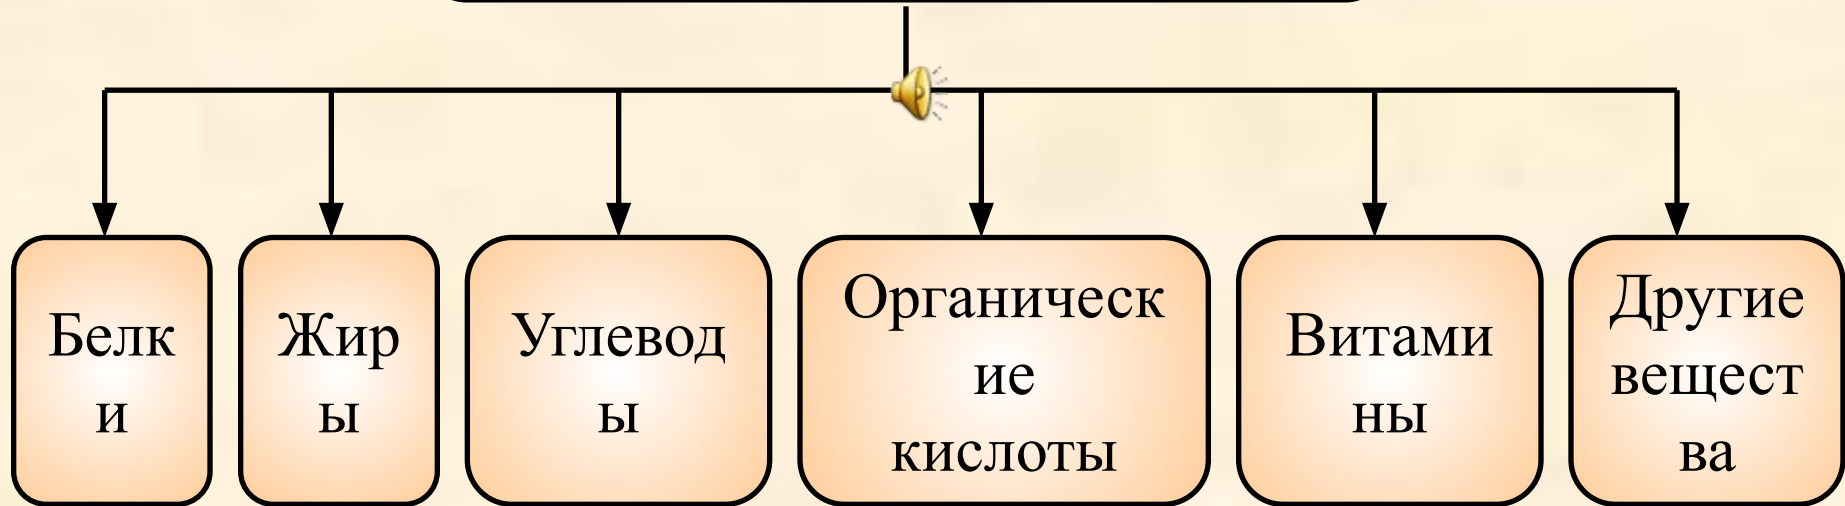 Белк
и
Жир
ы
Углевод
ы
Органическ
ие
кислоты
Витами
ны
Другие
вещест
ва